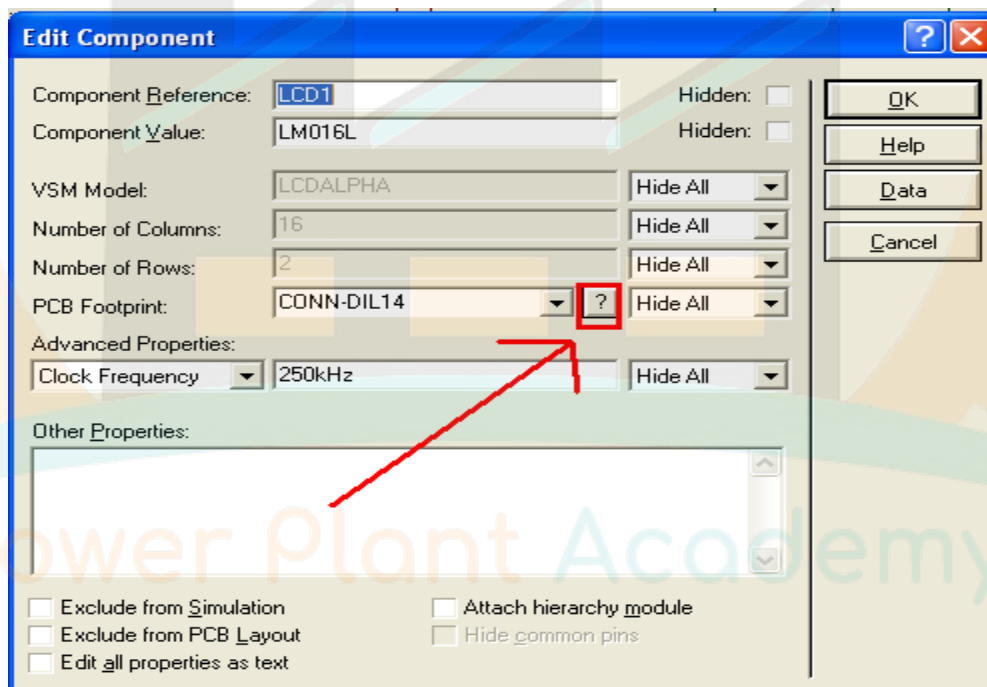 Edit Component
?
Component Reference: LCD1 Hidden:
Component Value: LM016L Hidden:
VSM Model: LCDALPHA Hide All
Number of Columns: 16 Hide All
Number of Rows: 2 Hide All
PCB Footprint: CONN-DIL14 ? Hide All
Advanced Properties:
Clock Frequency 250kHz Hide All
Other Properties:
Exclude from Simulation
Exclude from PCB Layout
Edit all properties as text
Attach hierarchy module
Hide common pins
OK
Help
Data
Cancel
ower Plant Academy